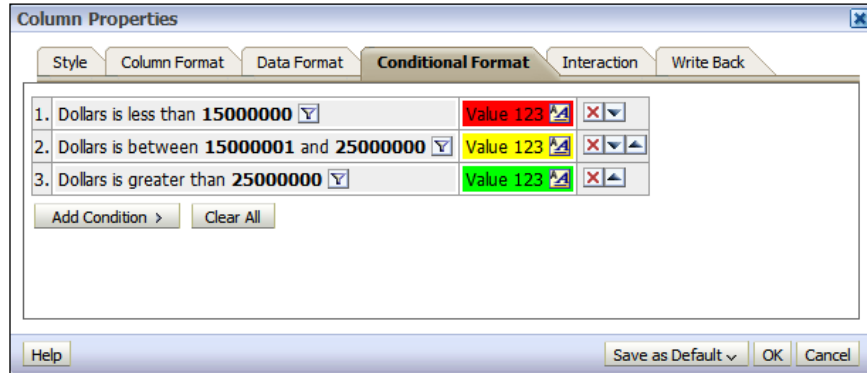 Column Properties
Style Column Format Data Format Conditional Format Interaction Write Back
1. Dollars is less than 15000000 Value 123
2. Dollars is between 15000001 and 25000000 Value 123
3. Dollars is greater than 25000000 Value 123
Add Condition > Clear All
Help Save as Default OK Cancel